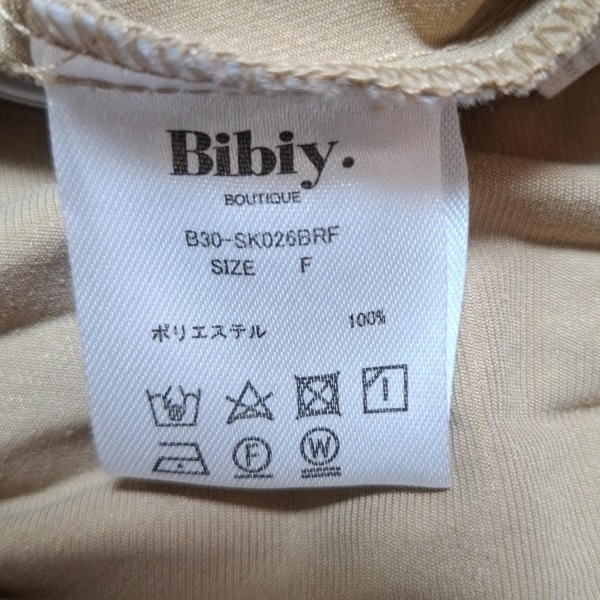 Bibiy.
BOUTIQUE
B30-SK026BRF
SIZE F
ポリエステル 100%
F W